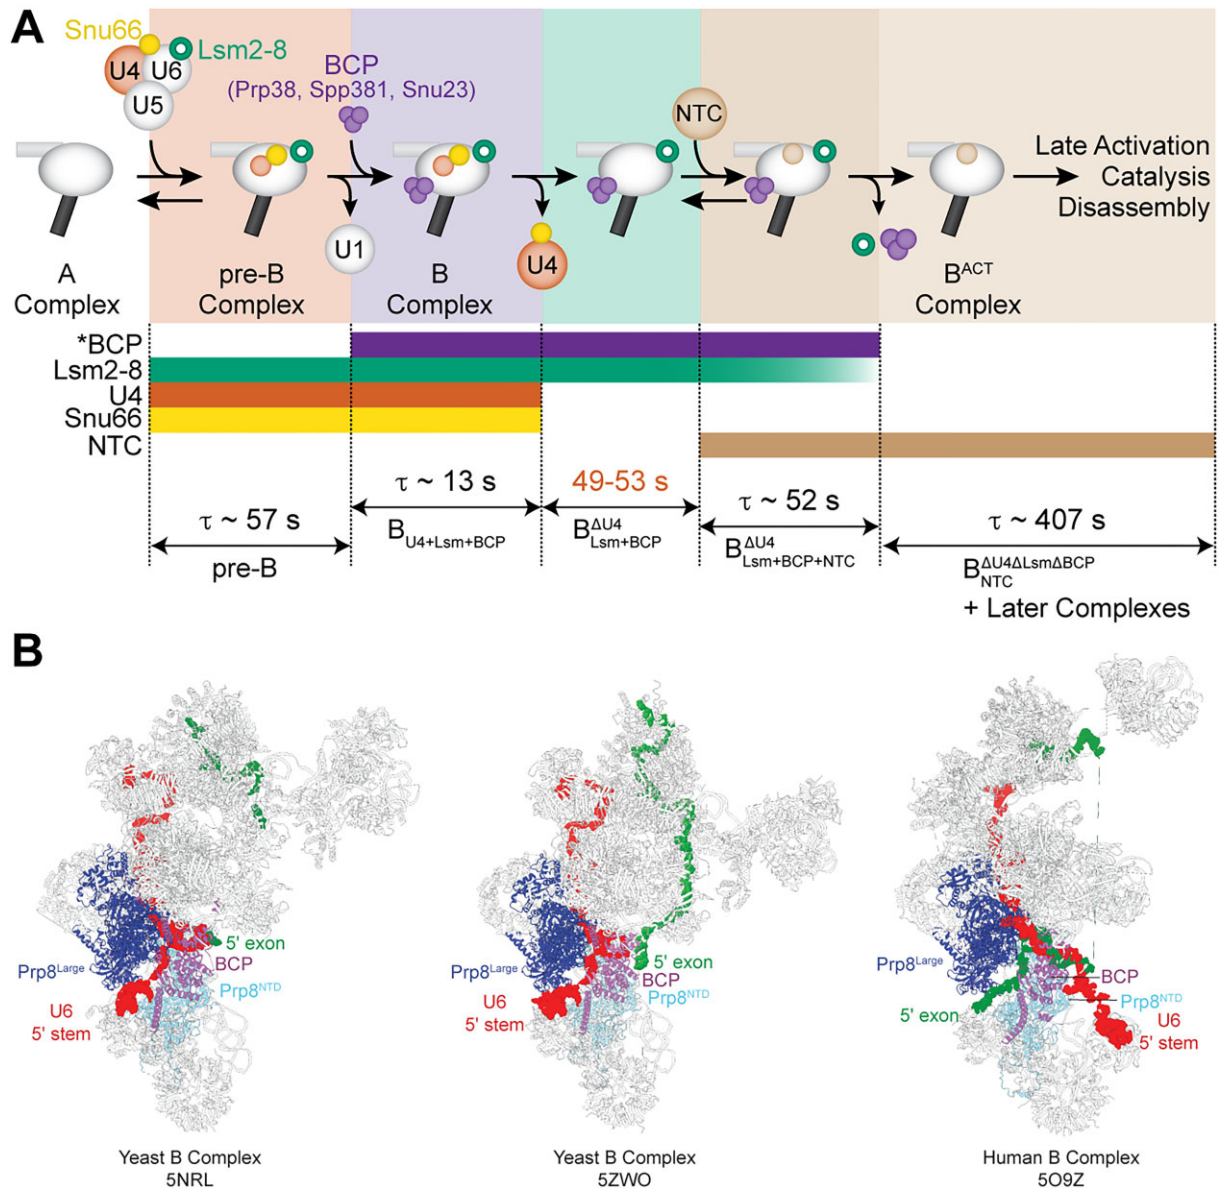 A
Snu66
Lsm2-8
U4
U6
U5
BCP
(Prp38, Spp381, Snu23)
NTC
U1
U4
Late Activation
Catalysis
Disassembly
A
Complex
pre-B
Complex
B
Complex
B^ACT
Complex
*BCP
Lsm2-8
U4
Snu66
NTC
τ ~ 57 s
pre-B
τ ~ 13 s
B_U4+Lsm+BCP
49-53 s
B^ΔU4_Lsm+BCP
τ ~ 52 s
B^ΔU4_Lsm+BCP+NTC
τ ~ 407 s
B^ΔU4ΔLsmΔBCP_NTC
+ Later Complexes
B
5' exon
BCP
Prp8^Large
Prp8^NTD
U6
5' stem
Yeast B Complex
5NRL
5' exon
BCP
Prp8^Large
Prp8^NTD
U6
5' stem
Yeast B Complex
5ZWO
Prp8^Large
BCP
Prp8^NTD
5' exon
U6
5' stem
Human B Complex
5O9Z